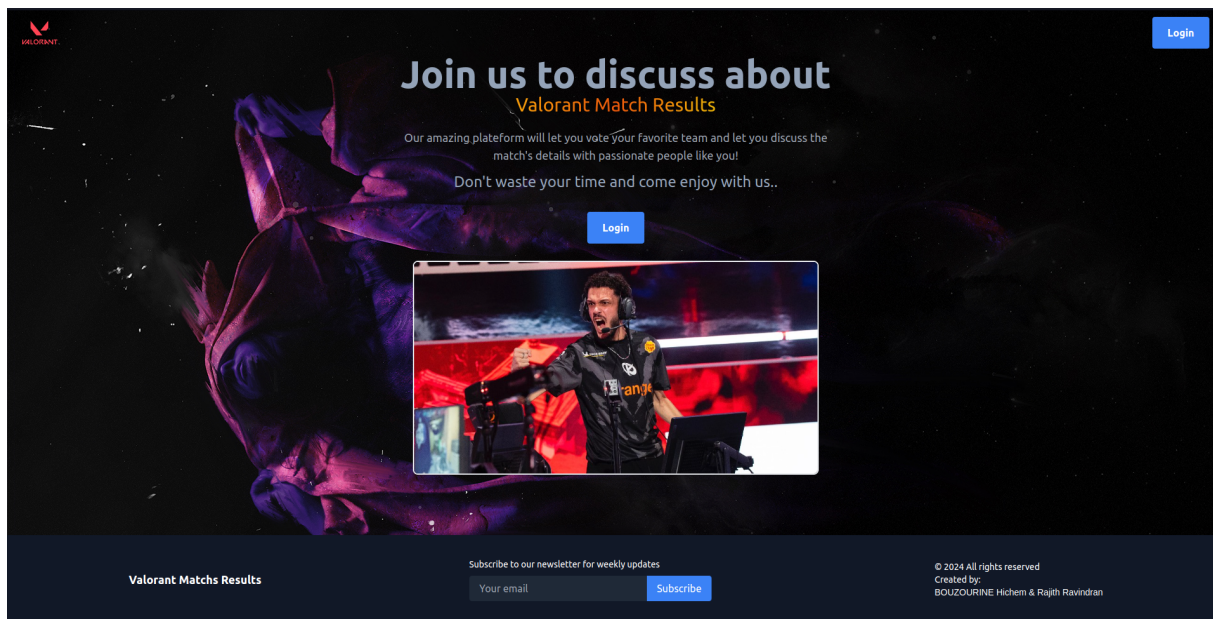 VALORANT.
Login
Join us to discuss about
Valorant Match Results
Our amazing plateform will let you vote your favorite team and let you discuss the
match's details with passionate people like you!
Don't waste your time and come enjoy with us..
Login
range
Valorant Matchs Results
Subscribe to our newsletter for weekly updates
Your email
Subscribe
© 2024 All rights reserved
Created by:
BOUZOURINE Hichem & Rajith Ravindran